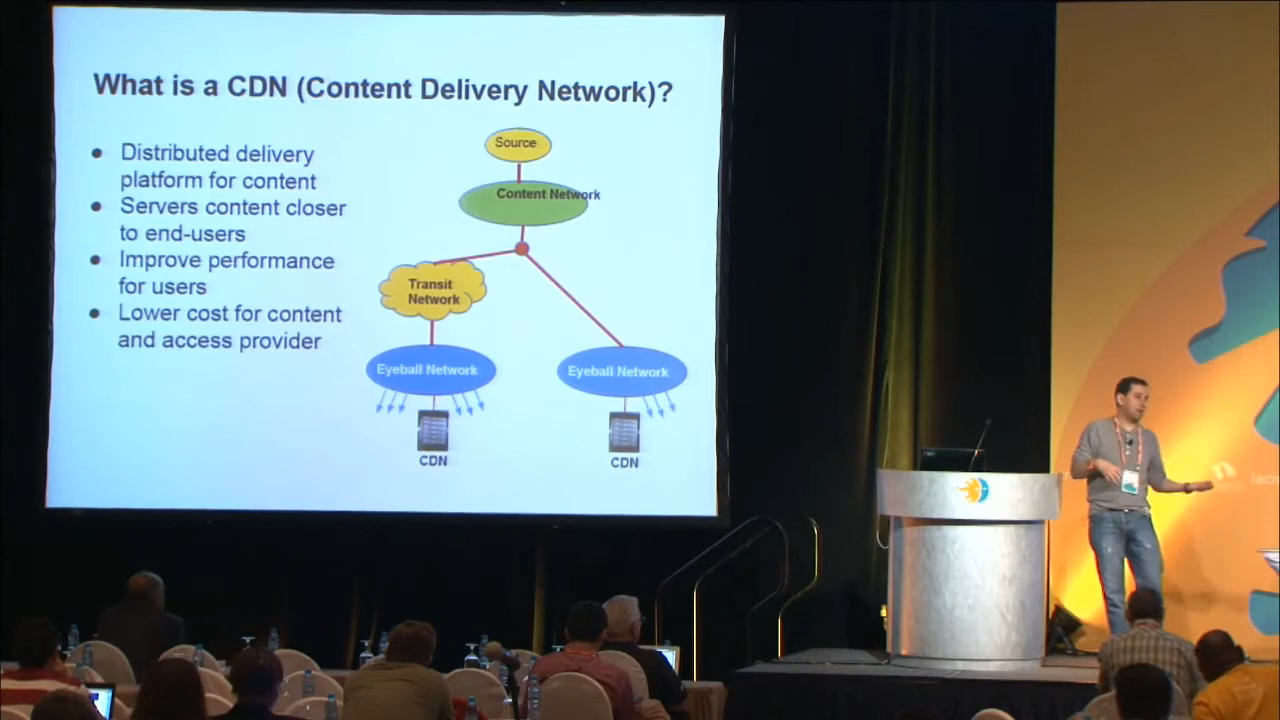 What is a CDN (Content Delivery Network)?
● Distributed delivery
platform for content
● Servers content closer
to end-users
● Improve performance
for users
● Lower cost for content
and access provider
Source
Content Network
Transit
Network
Eyeball Network
Eyeball Network
CDN
CDN